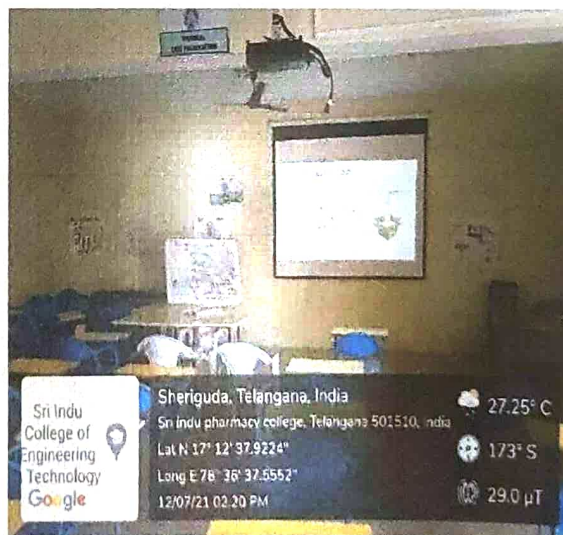 Sri Indu
College of
Engineering
Technology
Google
Sheriguda, Telangana, India
Sri indu pharmacy college, Telangana 501510, India
Lat N 17° 12' 37.9224"
Long E 78° 36' 37.5552"
12/07/21 02.20 PM
27.25° C
173° S
29.0 µT